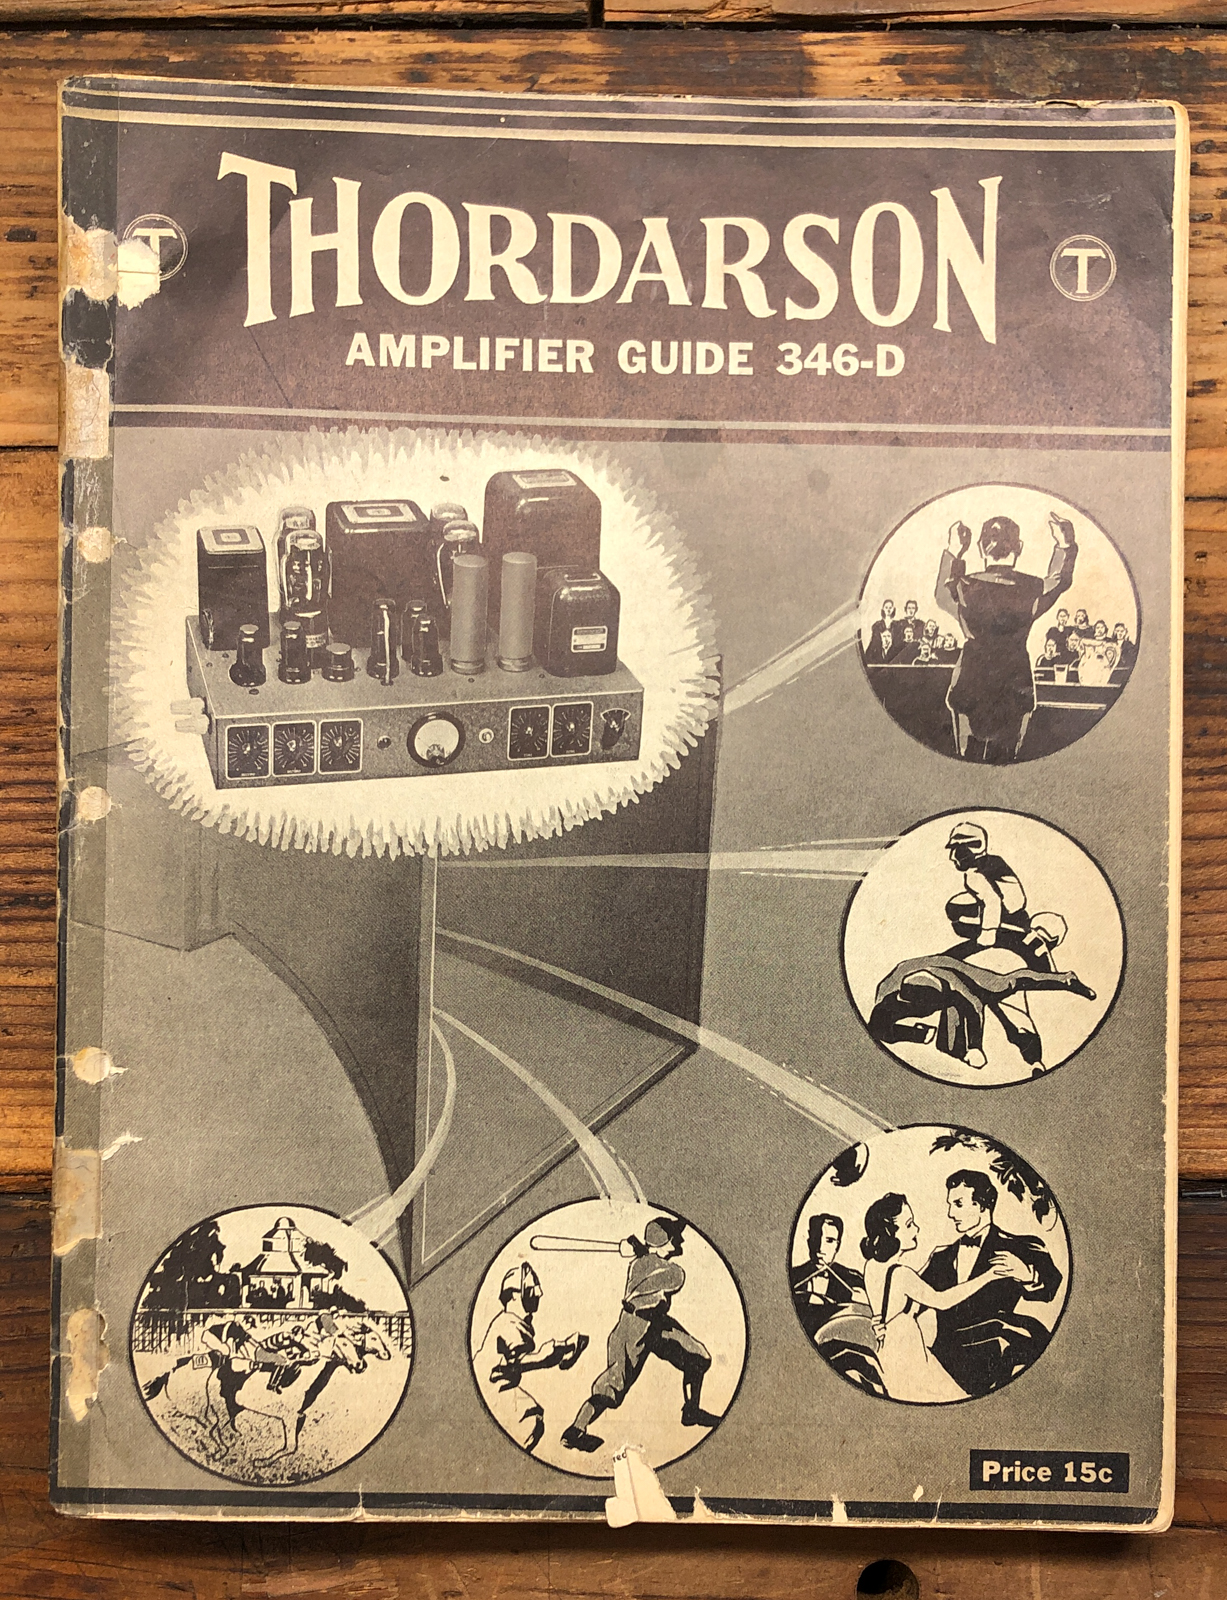 THORDARSON
T
T
AMPLIFIER GUIDE 346-D
Price 15c